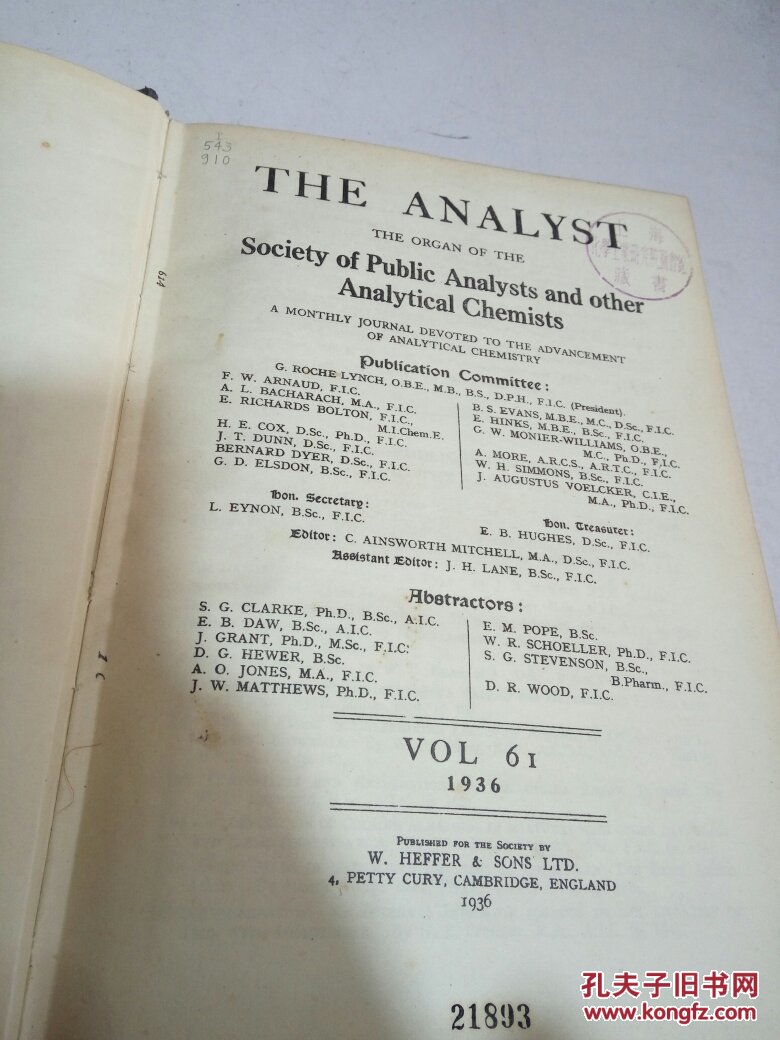 I
543
910
THE ANALYST
THE ORGAN OF THE
Society of Public Analysts and other
Analytical Chemists
A MONTHLY JOURNAL DEVOTED TO THE ADVANCEMENT
OF ANALYTICAL CHEMISTRY
Publication Committee:
G. ROCHE LYNCH, O.B.E., M.B., B.S., D.P.H., F.I.C. (President).
F. W. ARNAUD, F.I.C.
A. L. BACHARACH, M.A., F.I.C.
E. RICHARDS BOLTON, F.I.C.,
M.I.Chem.E.
H. E. COX, D.Sc., Ph.D., F.I.C.
J. T. DUNN, D.Sc., F.I.C.
BERNARD DYER, D.Sc., F.I.C.
G. D. ELSDON, B.Sc., F.I.C.
B. S. EVANS, M.B.E., M.C., D.Sc., F.I.C.
E. HINKS, M.B.E., B.Sc., F.I.C.
G. W. MONIER-WILLIAMS, O.B.E.,
M.C., Ph.D., F.I.C.
A. MORE, A.R.C.S., A.R.T.C., F.I.C.
W. H. SIMMONS, B.Sc., F.I.C.
J. AUGUSTUS VOELCKER, C.I.E.,
M.A., Ph.D., F.I.C.
Hon. Secretary:
L. EYNON, B.Sc., F.I.C.
Hon. Treasurer:
E. B. HUGHES, D.Sc., F.I.C.
Editor: C. AINSWORTH MITCHELL, M.A., D.Sc., F.I.C.
Assistant Editor: J. H. LANE, B.Sc., F.I.C.
Abstractors:
S. G. CLARKE, Ph.D., B.Sc., A.I.C.
E. B. DAW, B.Sc., A.I.C.
J. GRANT, Ph.D., M.Sc., F.I.C.
D. G. HEWER, B.Sc.
A. O. JONES, M.A., F.I.C.
J. W. MATTHEWS, Ph.D., F.I.C.
E. M. POPE, B.Sc.
W. R. SCHOELLER, Ph.D., F.I.C.
S. G. STEVENSON, B.Sc.,
B.Pharm., F.I.C.
D. R. WOOD, F.I.C.
VOL 61
1936
PUBLISHED FOR THE SOCIETY BY
W. HEFFER & SONS LTD.
4, PETTY CURY, CAMBRIDGE, ENGLAND
1936
21893
614
孔夫子旧书网
www.kongfz.com